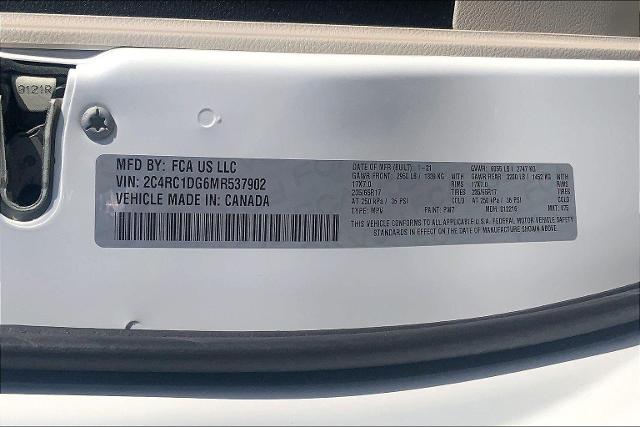 9121R
MFD BY: FCA US LLC
VIN: 2C4RC1DG6MR537902
VEHICLE MADE IN: CANADA
DATE OF MFR (BUILT): 1-21 GVWR: 6055 LB / 2747 KG
GAWR FRONT: 2950 LB / 1338 KG WITH GAWR REAR: 3200 LB / 1452 KG WITH
17X7.0 RIMS 17X7.0 RIMS
235/65R17 TIRES 235/65R17 TIRES
AT 250 KPA / 36 PSI COLD AT 250 KPA / 36 PSI COLD
TYPE: MPV PAINT: PW7 MDH: MKT:
THIS VEHICLE CONFORMS TO ALL APPLICABLE U.S.A. FEDERAL MOTOR VEHICLE SAFETY
STANDARDS IN EFFECT ON THE DATE OF MANUFACTURE SHOWN ABOVE.